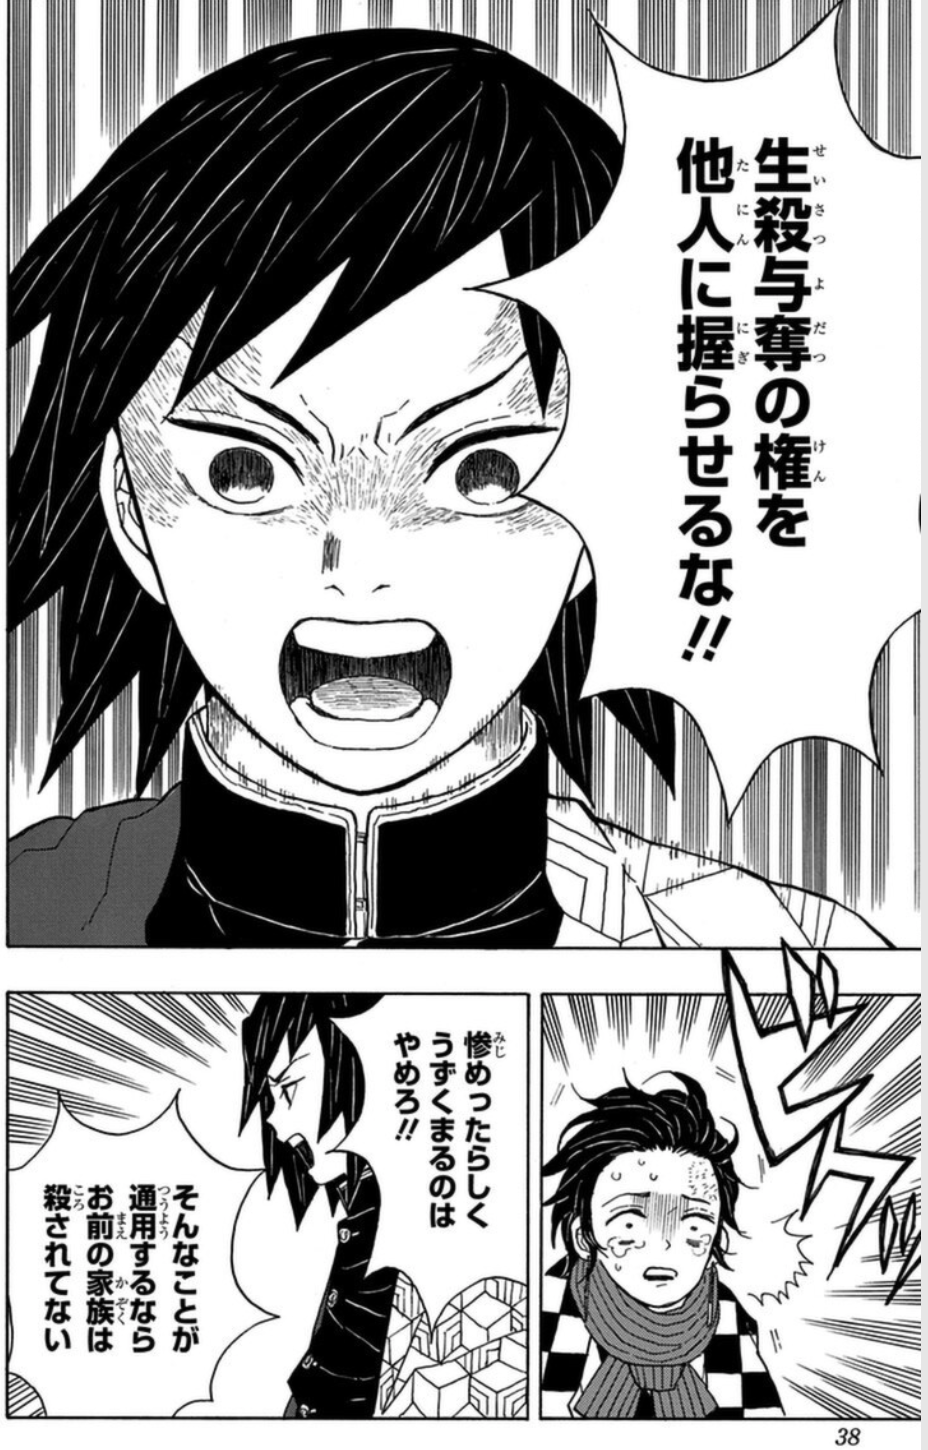 生殺与奪の権を
他人に握らせるな!!
ビクッ
惨めったらしく
うずくまるのは
やめろ!!
そんなことが
通用するなら
お前の家族は
殺されてない
38